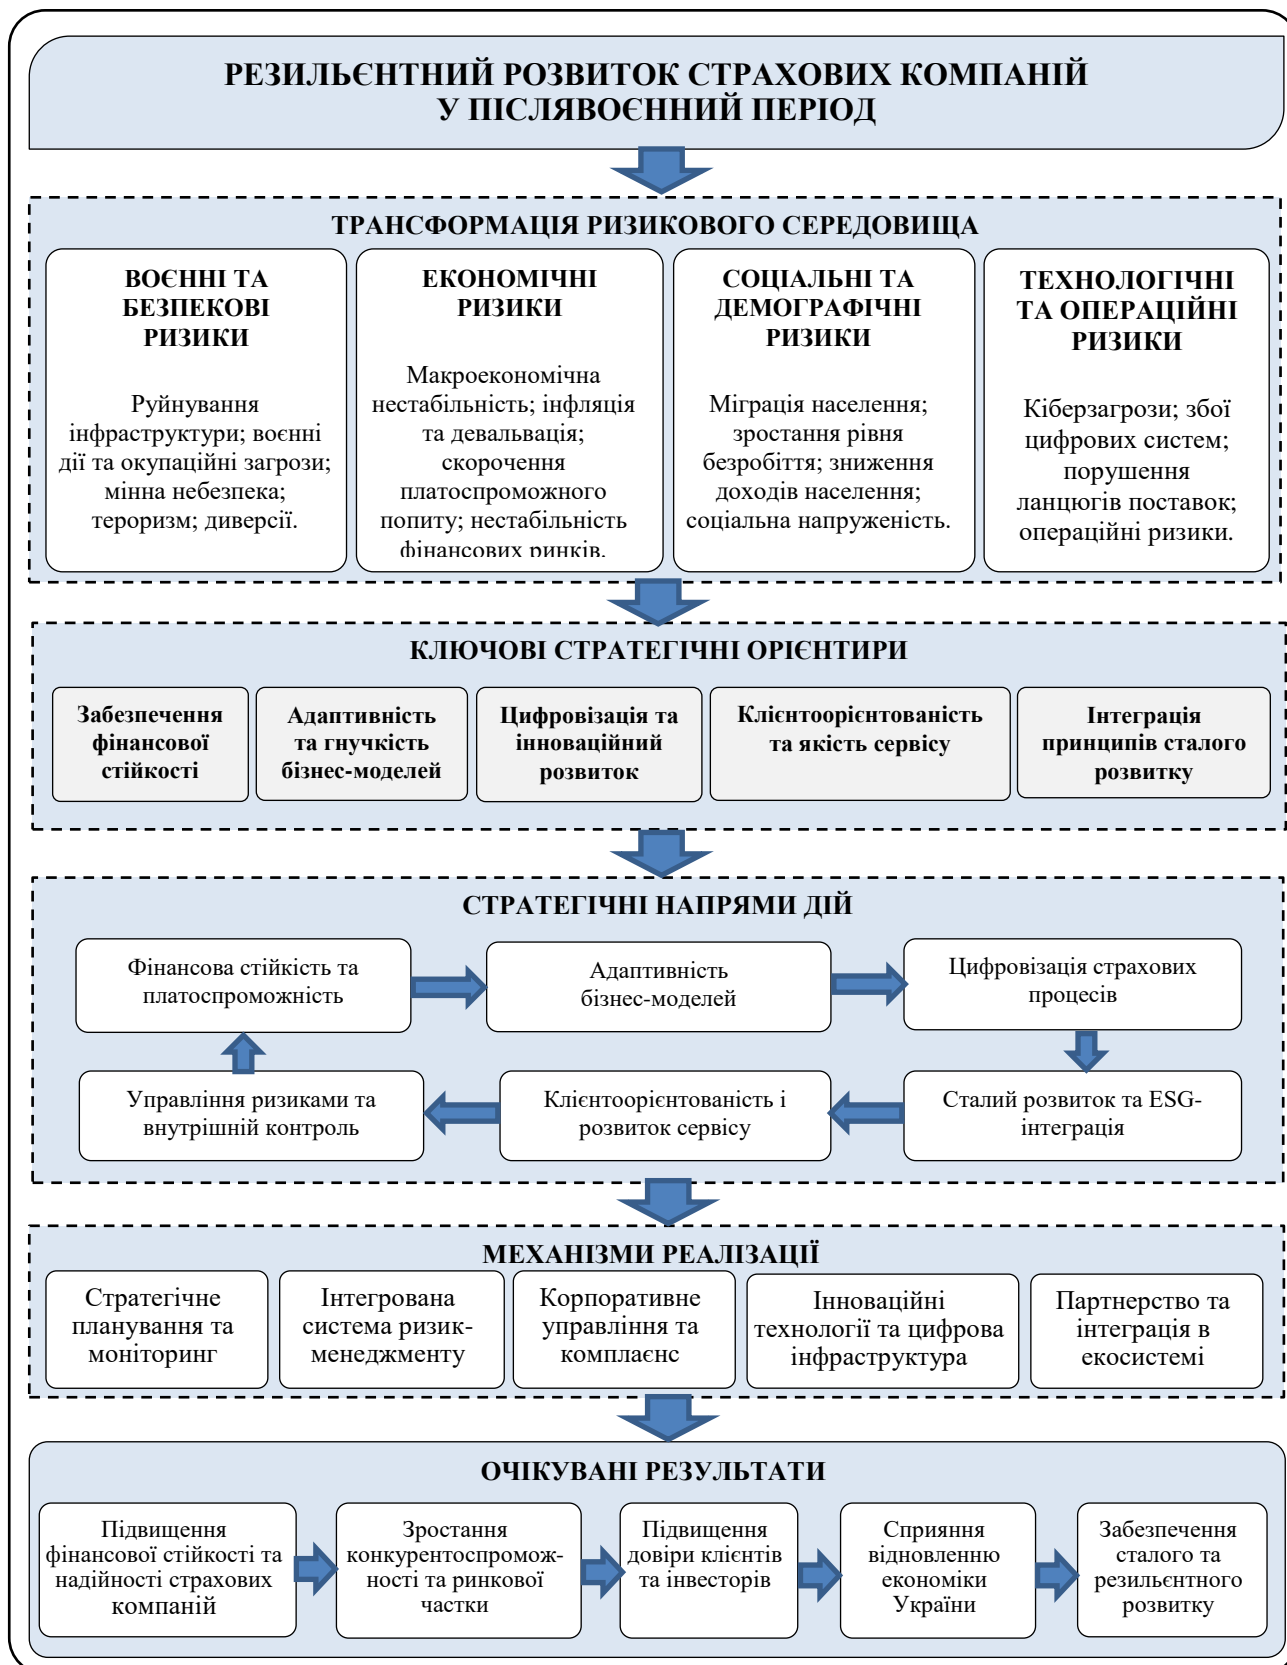 РЕЗИЛЬЄНТНИЙ РОЗВИТОК СТРАХОВИХ КОМПАНІЙ
У ПІСЛЯВОЄННИЙ ПЕРІОД
ТРАНСФОРМАЦІЯ РИЗИКОВОГО СЕРЕДОВИЩА
ВОЄННІ ТА
БЕЗПЕКОВІ
РИЗИКИ
Руйнування
інфраструктури; воєнні
дії та окупаційні загрози;
мінна небезпека;
тероризм; диверсії.
ЕКОНОМІЧНІ
РИЗИКИ
Макроекономічна
нестабільність; інфляція
та девальвація;
скорочення
платоспроможного
попиту; нестабільність
фінансових ринків.
СОЦІАЛЬНІ ТА
ДЕМОГРАФІЧНІ
РИЗИКИ
Міграція населення;
зростання рівня
безробіття; зниження
доходів населення;
соціальна напруженість.
ТЕХНОЛОГІЧНІ
ТА ОПЕРАЦІЙНІ
РИЗИКИ
Кіберзагрози; збої
цифрових систем;
порушення
ланцюгів поставок;
операційні ризики.
КЛЮЧОВІ СТРАТЕГІЧНІ ОРІЄНТИРИ
Забезпечення
фінансової
стійкості
Адаптивність
та гнучкість
бізнес-моделей
Цифровізація та
інноваційний
розвиток
Клієнтоорієнтованість
та якість сервісу
Інтеграція
принципів сталого
розвитку
СТРАТЕГІЧНІ НАПРЯМИ ДІЙ
Фінансова стійкість та
платоспроможність
Адаптивність
бізнес-моделей
Цифровізація страхових
процесів
Управління ризиками та
внутрішній контроль
Клієнтоорієнтованість і
розвиток сервісу
Сталий розвиток та ESG-
інтеграція
МЕХАНІЗМИ РЕАЛІЗАЦІЇ
Стратегічне
планування та
моніторинг
Інтегрована
система ризик-
менеджменту
Корпоративне
управління та
комплаєнс
Інноваційні
технології та цифрова
інфраструктура
Партнерство та
інтеграція в
екосистемі
ОЧІКУВАНІ РЕЗУЛЬТАТИ
Підвищення
фінансової стійкості та
надійності страхових
компаній
Зростання
конкурентоспромож-
ності та ринкової
частки
Підвищення
довіри клієнтів
та інвесторів
Сприяння
відновленню
економіки
України
Забезпечення
сталого та
резильєнтного
розвитку